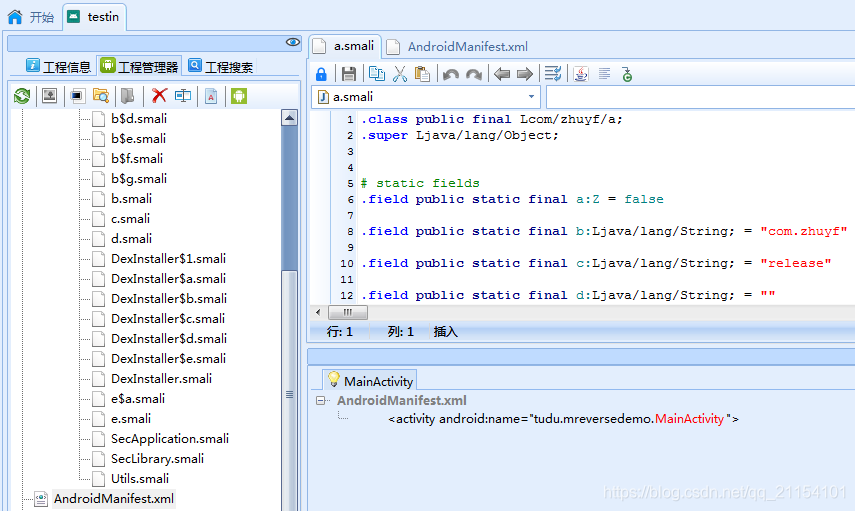 开始
testin
工程信息
工程管理器
工程搜索
b$d.smali
b$e.smali
b$f.smali
b$g.smali
b.smali
c.smali
d.smali
DexInstaller$1.smali
DexInstaller$a.smali
DexInstaller$b.smali
DexInstaller$c.smali
DexInstaller$d.smali
DexInstaller$e.smali
DexInstaller.smali
e$a.smali
e.smali
SecApplication.smali
SecLibrary.smali
Utils.smali
AndroidManifest.xml
a.smali
AndroidManifest.xml
a.smali
1 .class public final Lcom/zhuyf/a;
2 .super Ljava/lang/Object;
3
4
5 # static fields
6 .field public static final a:Z = false
7
8 .field public static final b:Ljava/lang/String; = "com.zhuyf"
9
10 .field public static final c:Ljava/lang/String; = "release"
11
12 .field public static final d:Ljava/lang/String; = ""
行: 1 列: 1 插入
MainActivity
AndroidManifest.xml
<activity android:name="tudu.mreversedemo.MainActivity">
https://blog.csdn.net/qq_21154101